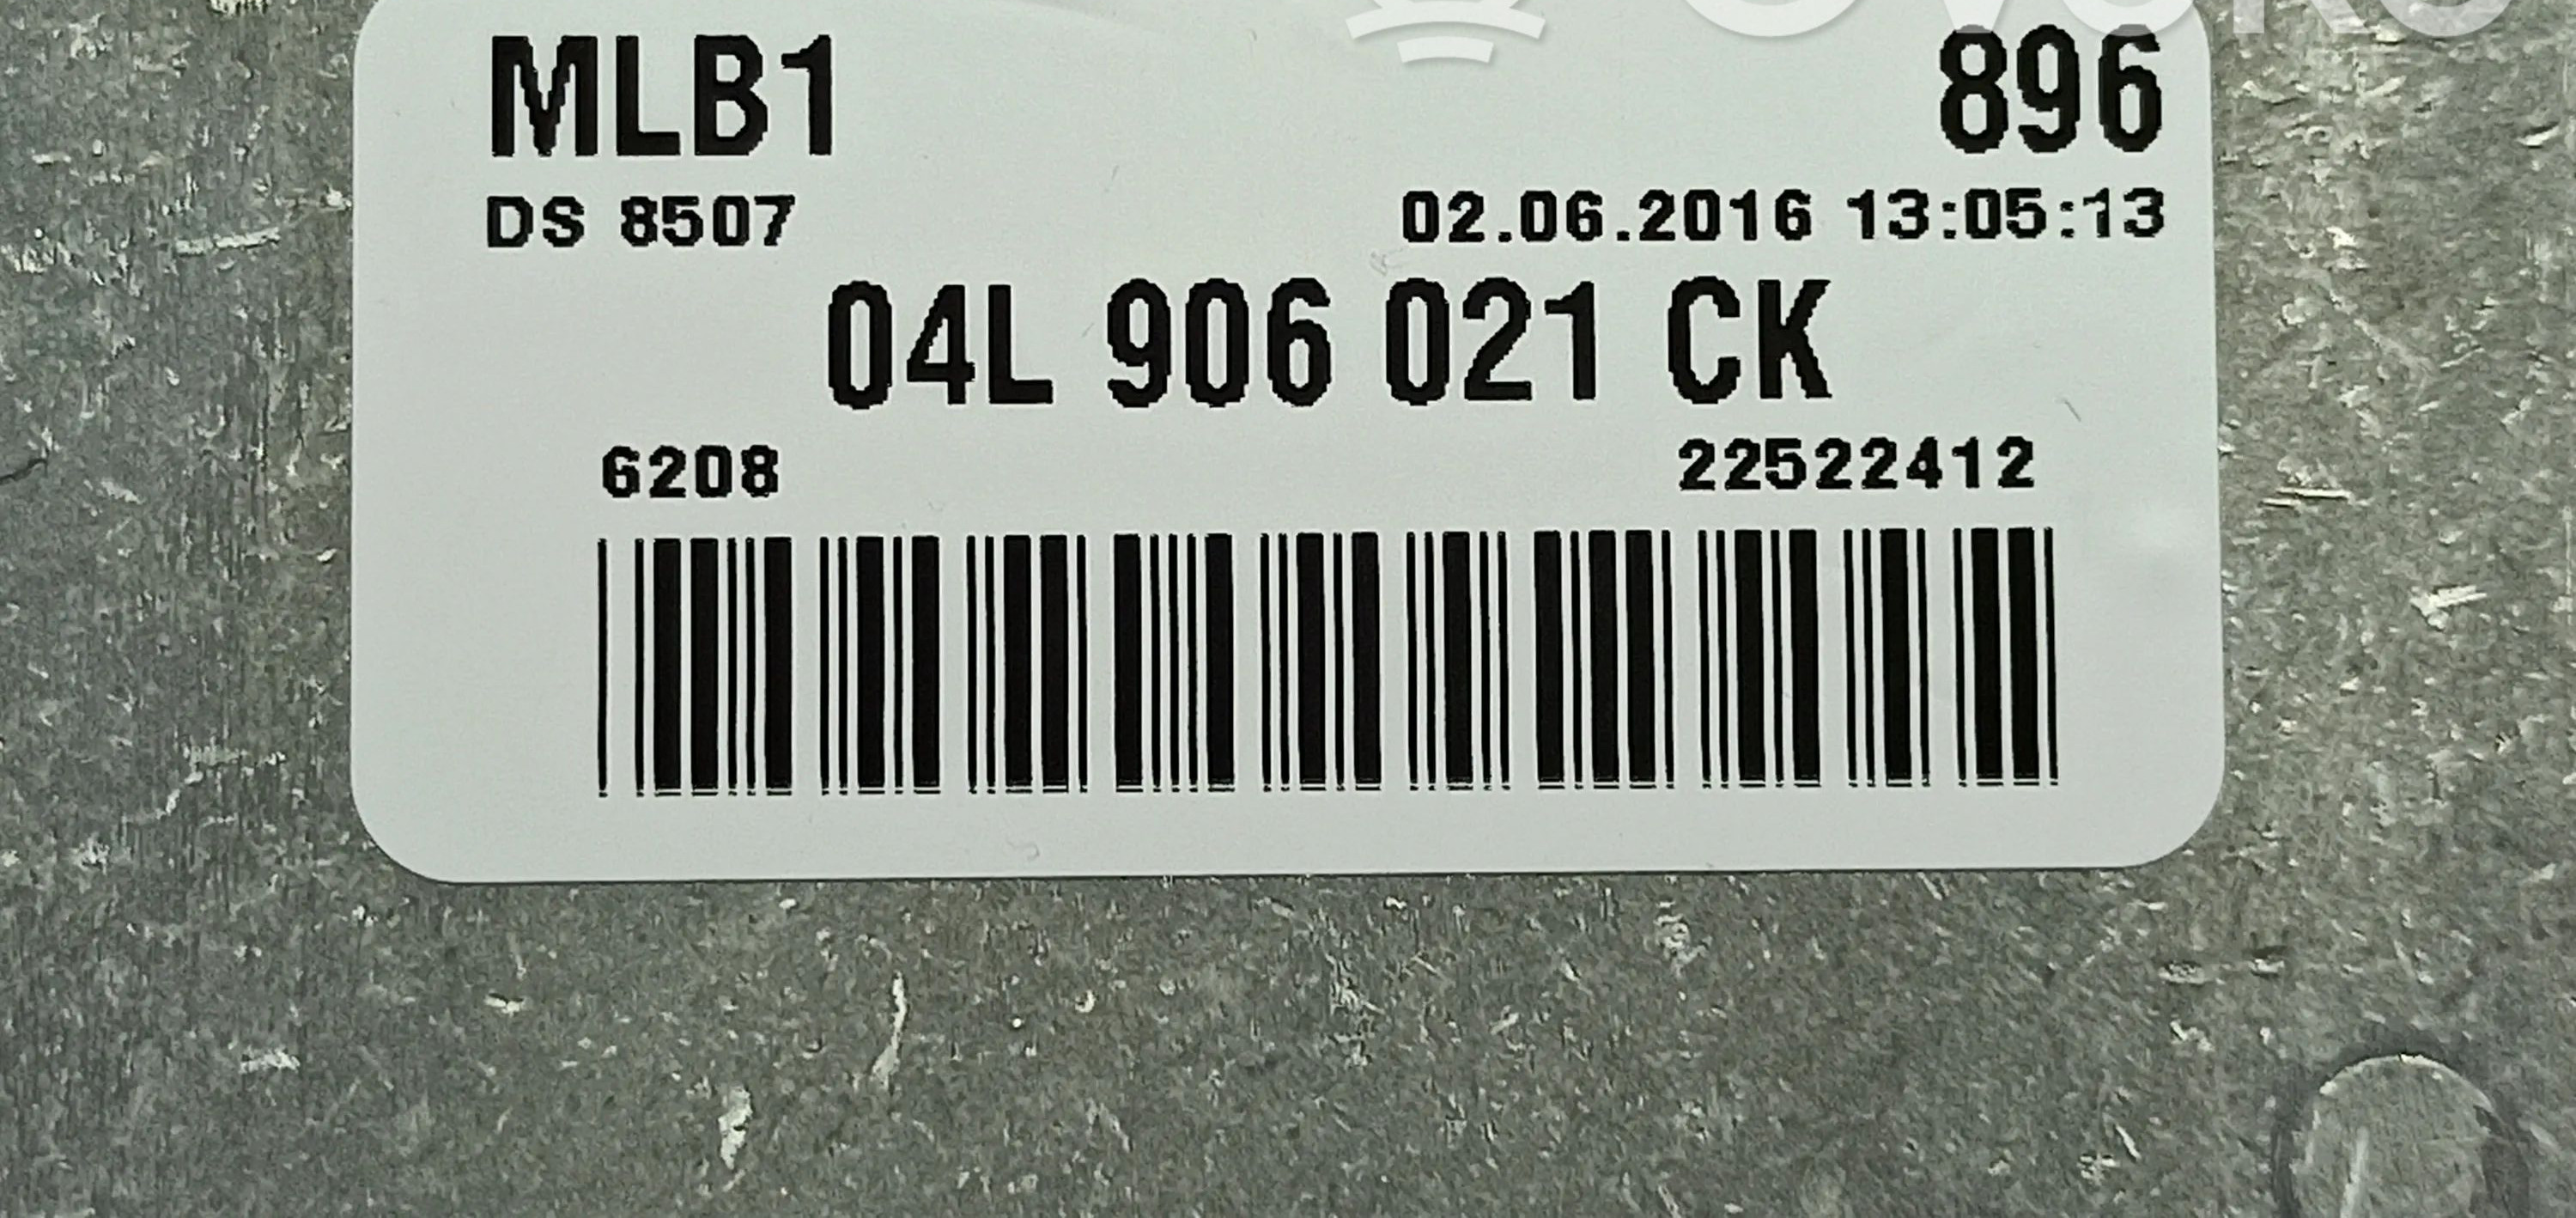 MLB1 896
DS 8507 02.06.2016 13:05:13
04L 906 021 CK
6208 22522412